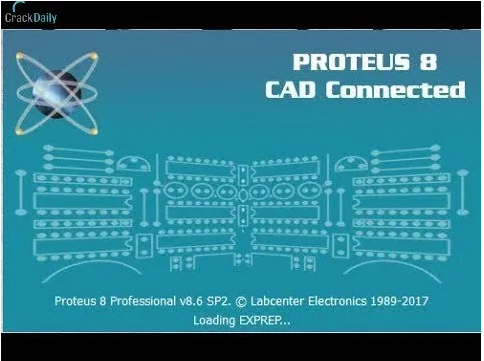 CrackDaily
PROTEUS 8
CAD Connected
Proteus 8 Professional v8.6 SP2. © Labcenter Electronics 1989-2017
Loading EXPREP...